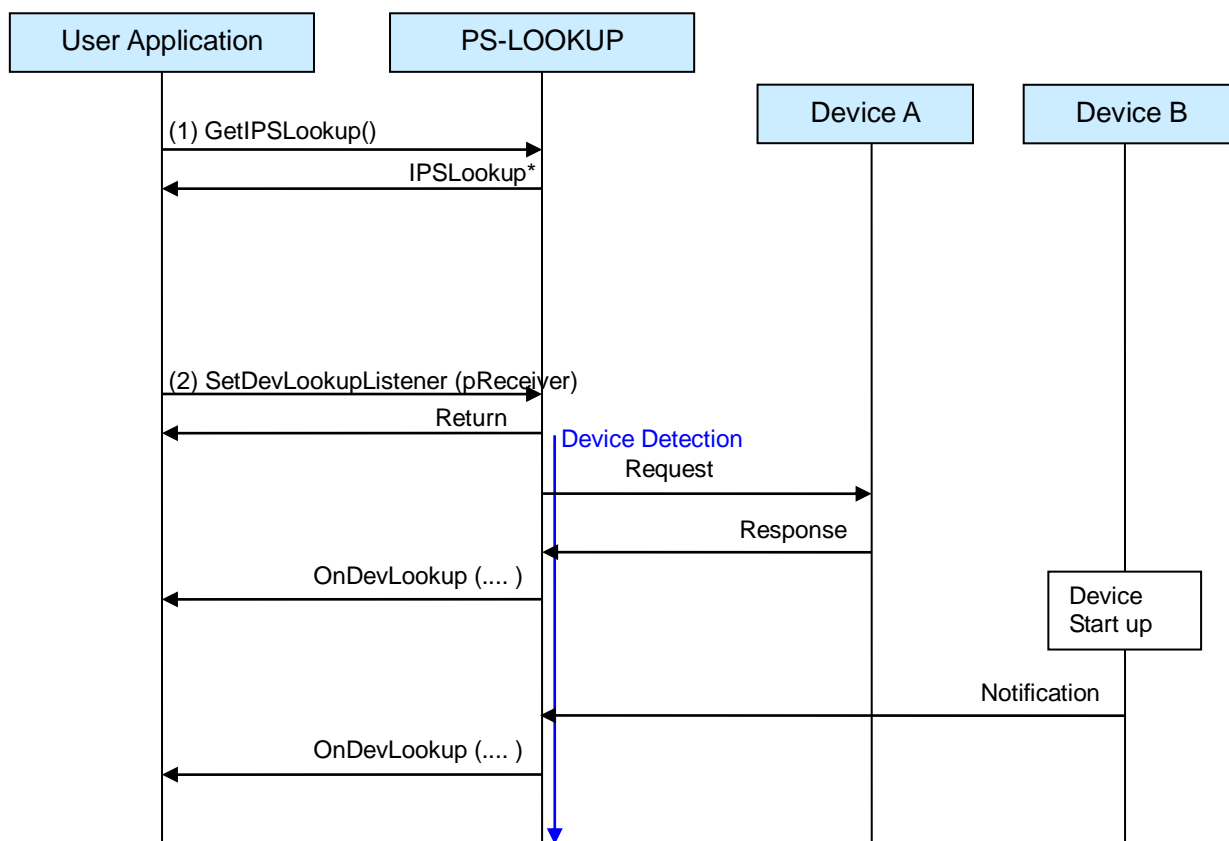 User Application
PS-LOOKUP
Device A
Device B
(1) GetIPSLookup()
IPSLookup*
(2) SetDevLookupListener (pReceiver)
Return
Device Detection
Request
Response
OnDevLookup (.... )
Device
Start up
Notification
OnDevLookup (.... )